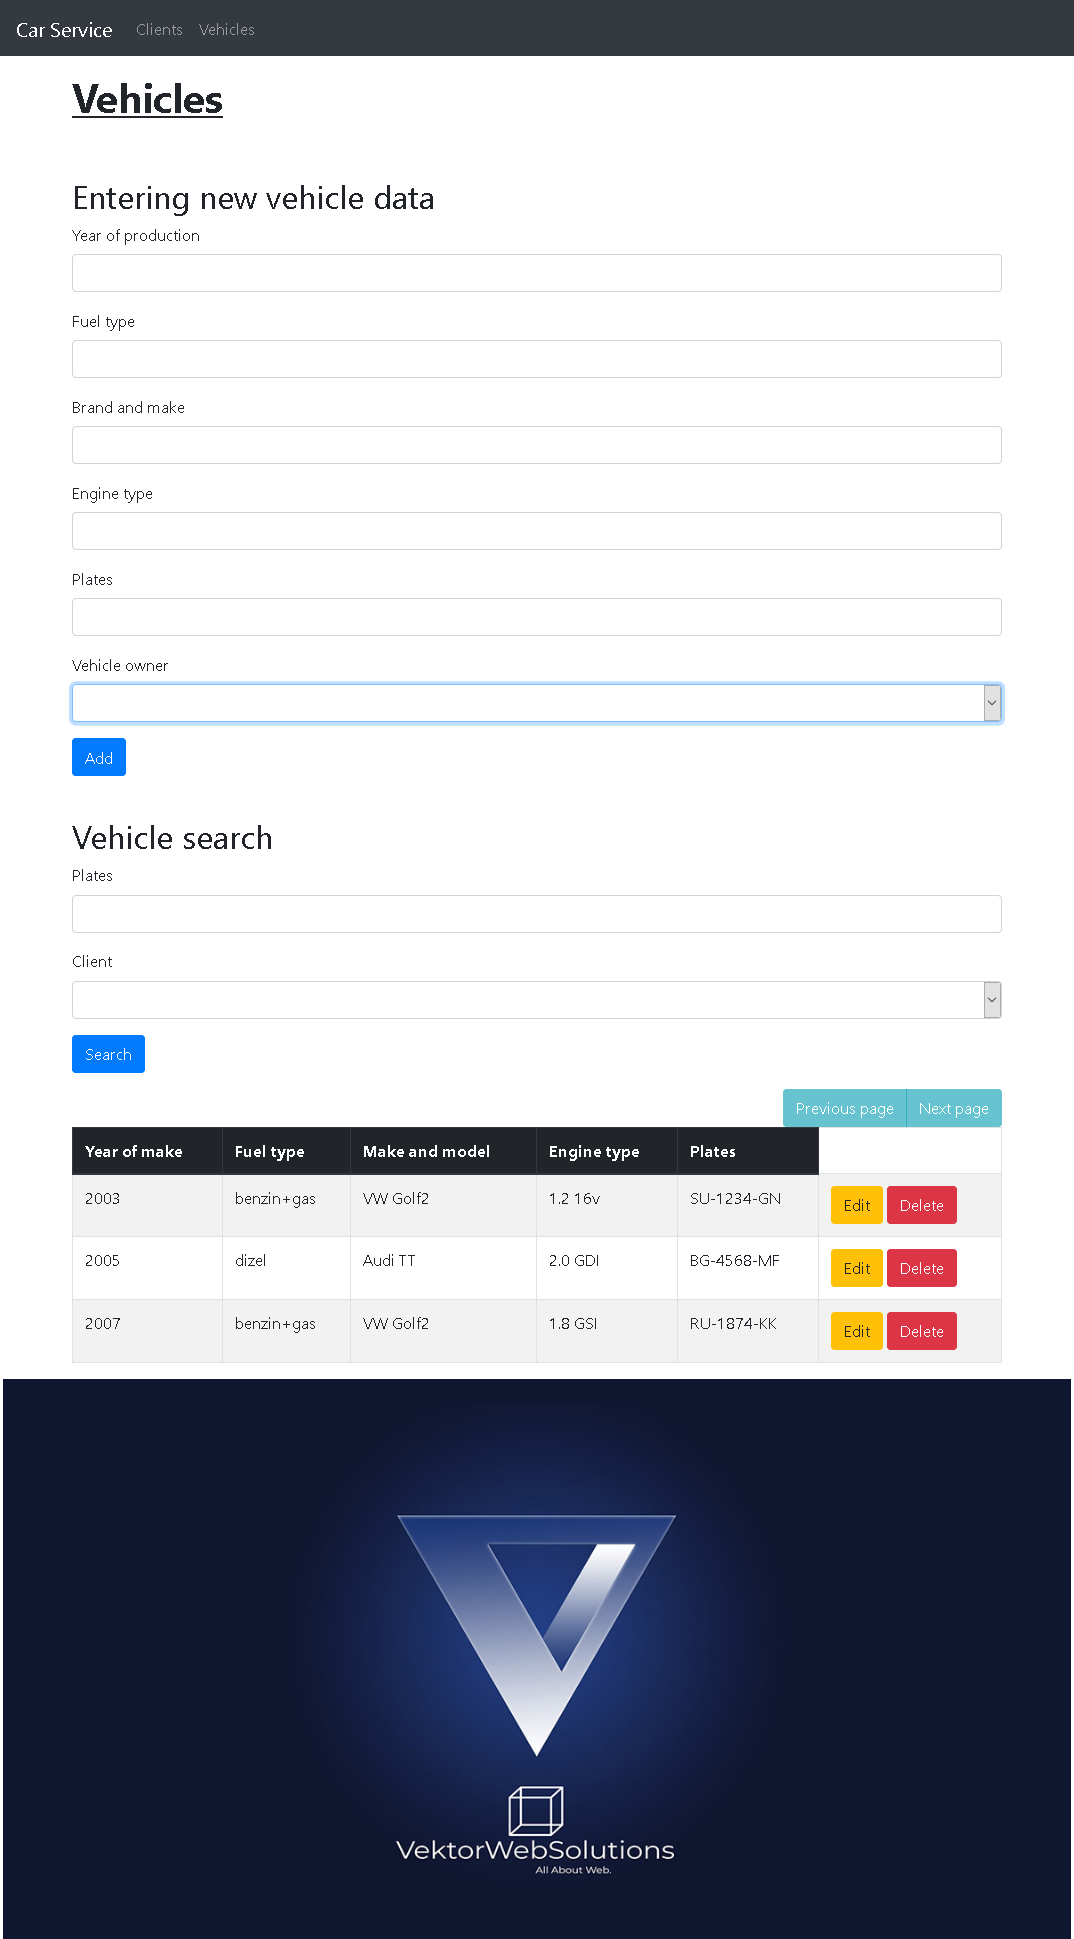 Car Service Clients Vehicles
Vehicles
Entering new vehicle data
Year of production
Fuel type
Brand and make
Engine type
Plates
Vehicle owner
Add
Vehicle search
Plates
Client
Search
Previous page Next page
Year of make Fuel type Make and model Engine type Plates
2003 benzin+gas VW Golf2 1.2 16v SU-1234-GN Edit Delete
2005 dizel Audi TT 2.0 GDI BG-4568-MF Edit Delete
2007 benzin+gas VW Golf2 1.8 GSI RU-1874-KK Edit Delete
VektorWebSolutions
All About Web.